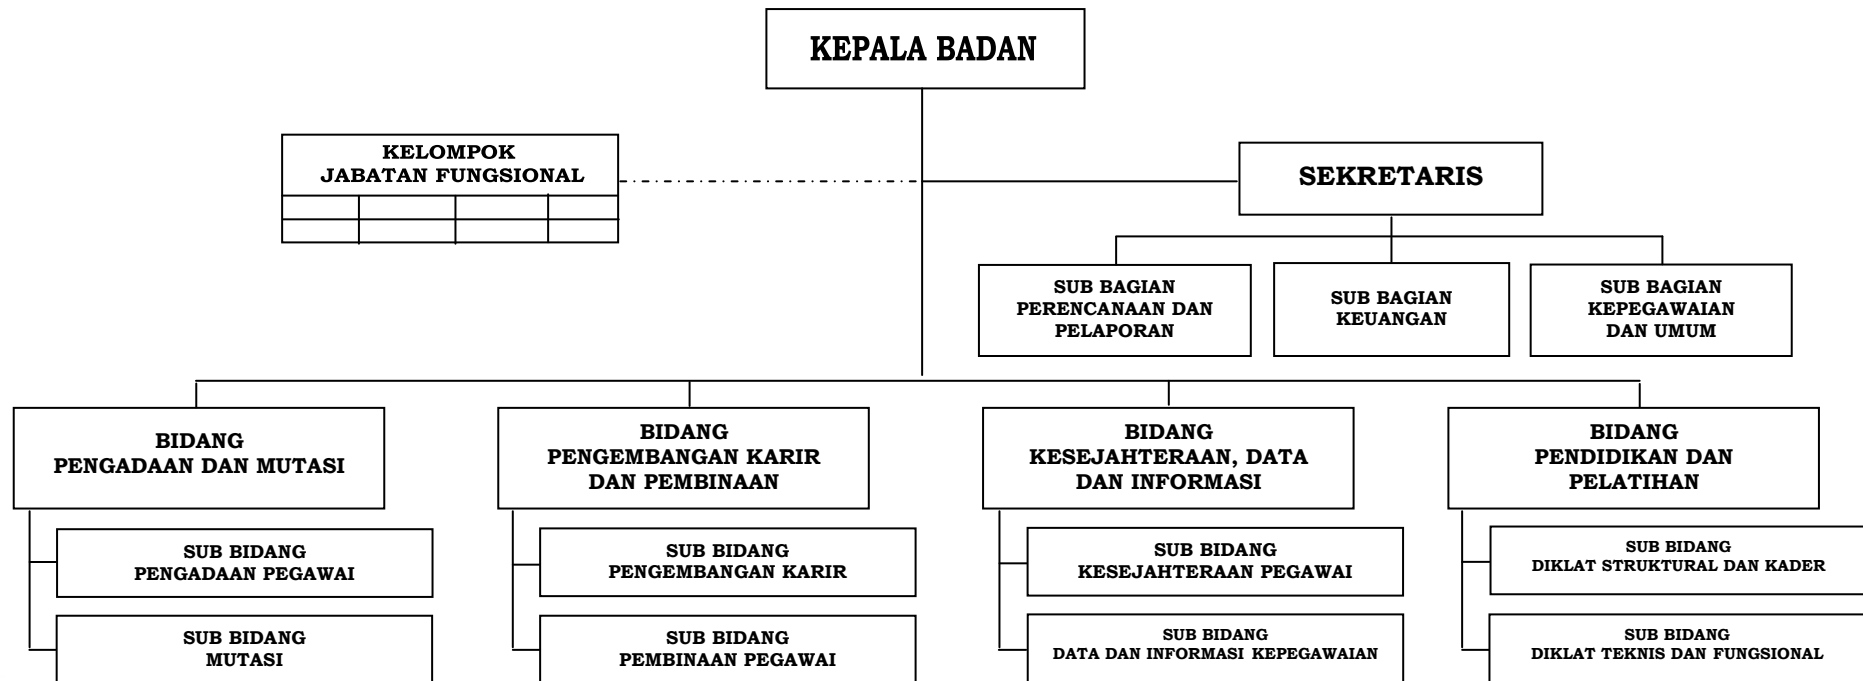 KEPALA BADAN
KELOMPOK
JABATAN FUNGSIONAL
SEKRETARIS
SUB BAGIAN
PERENCANAAN DAN
PELAPORAN
SUB BAGIAN
KEUANGAN
SUB BAGIAN
KEPEGAWAIAN
DAN UMUM
BIDANG
PENGADAAN DAN MUTASI
BIDANG
PENGEMBANGAN KARIR
DAN PEMBINAAN
BIDANG
KESEJAHTERAAN, DATA
DAN INFORMASI
BIDANG
PENDIDIKAN DAN
PELATIHAN
SUB BIDANG
PENGADAAN PEGAWAI
SUB BIDANG
PENGEMBANGAN KARIR
SUB BIDANG
KESEJAHTERAAN PEGAWAI
SUB BIDANG
DIKLAT STRUKTURAL DAN KADER
SUB BIDANG
MUTASI
SUB BIDANG
PEMBINAAN PEGAWAI
SUB BIDANG
DATA DAN INFORMASI KEPEGAWAIAN
SUB BIDANG
DIKLAT TEKNIS DAN FUNGSIONAL